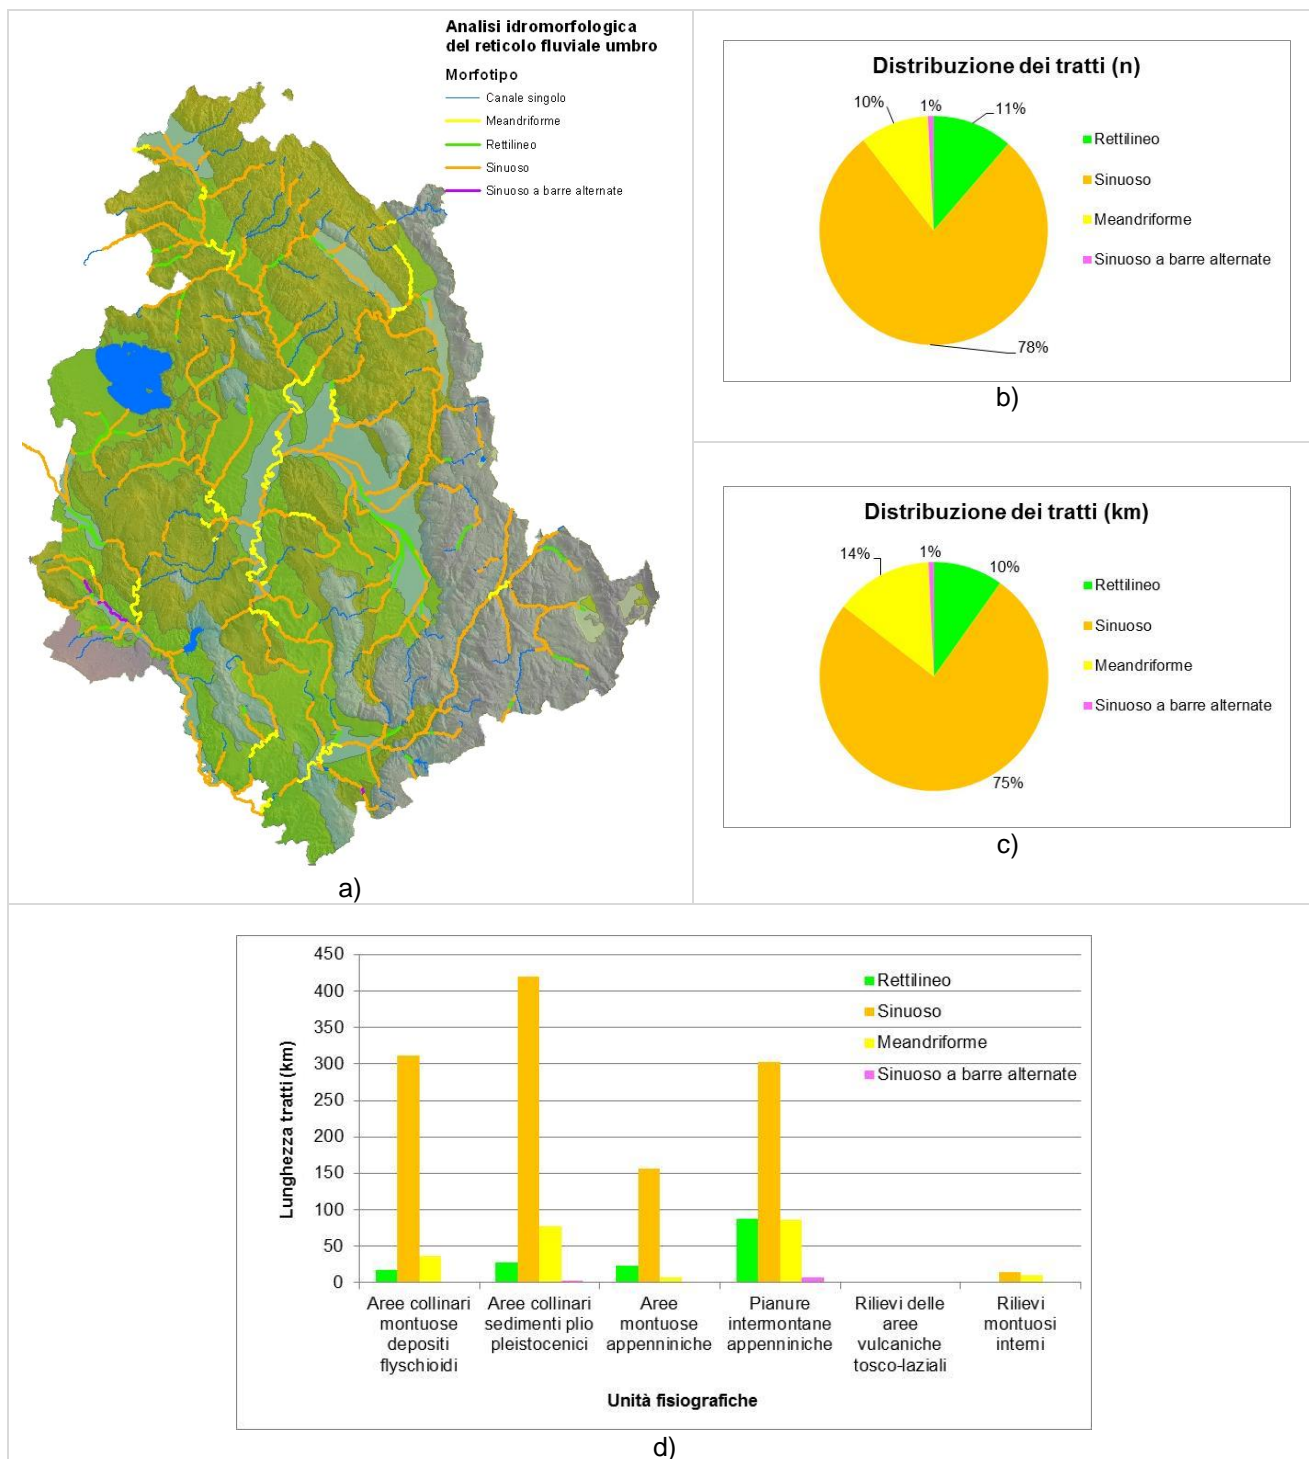 Analisi idromorfologica
del reticolo fluviale umbro
Morfotipo
Canale singolo
Meandriforme
Rettilineo
Sinuoso
Sinuoso a barre alternate
a)
Distribuzione dei tratti (n)
10%
1%
11%
78%
Rettilineo
Sinuoso
Meandriforme
Sinuoso a barre alternate
b)
Distribuzione dei tratti (km)
14%
1%
10%
75%
Rettilineo
Sinuoso
Meandriforme
Sinuoso a barre alternate
c)
Lunghezza tratti (km)
450
400
350
300
250
200
150
100
50
0
Rettilineo
Sinuoso
Meandriforme
Sinuoso a barre alternate
Aree collinari
montuose
depositi
flyschioidi
Aree collinari
sedimenti plio
pleistocenici
Aree
montuose
appenniniche
Pianure
intermontane
appenniniche
Rilievi delle
aree
vulcaniche
tosco-laziali
Rilievi
montuosi
interni
Unità fisiografiche
d)